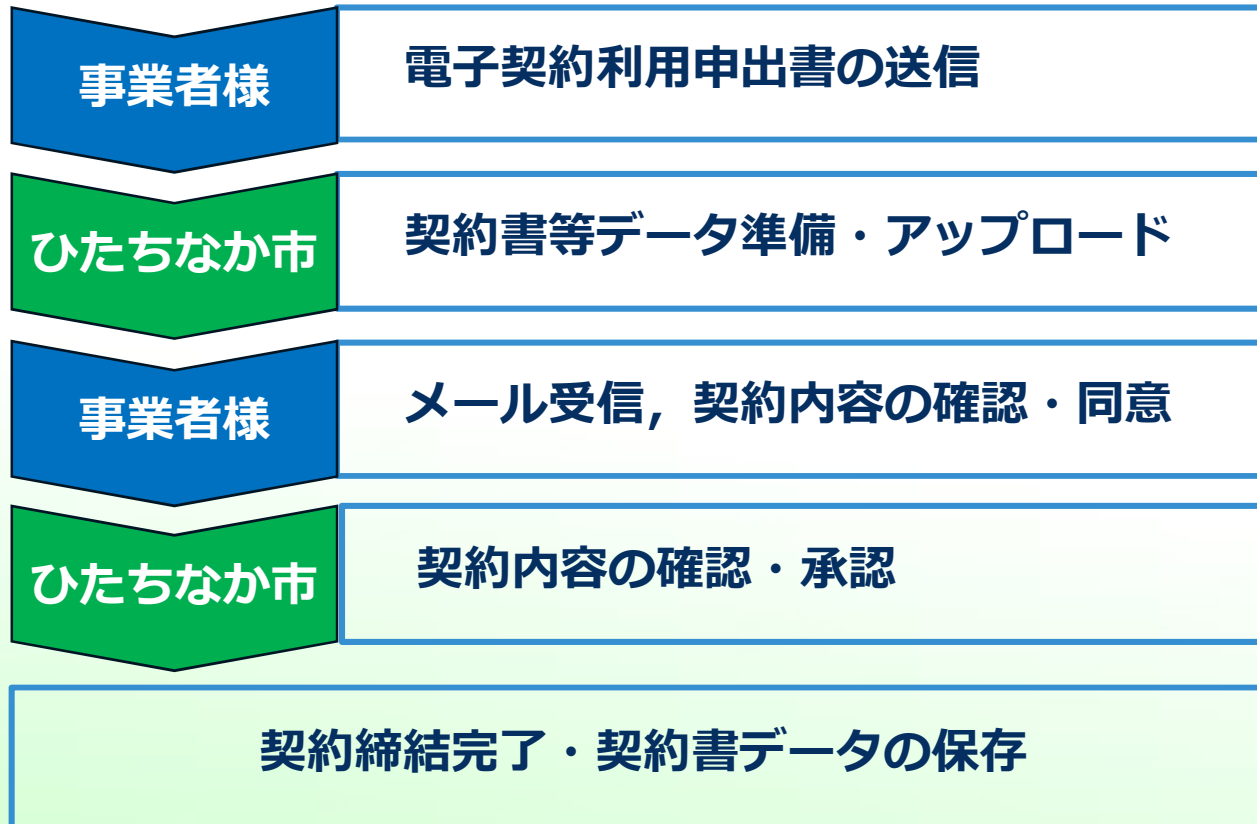 事業者様
電子契約利用申出書の送信
ひたちなか市
契約書等データ準備・アップロード
事業者様
メール受信，契約内容の確認・同意
ひたちなか市
契約内容の確認・承認
契約締結完了・契約書データの保存